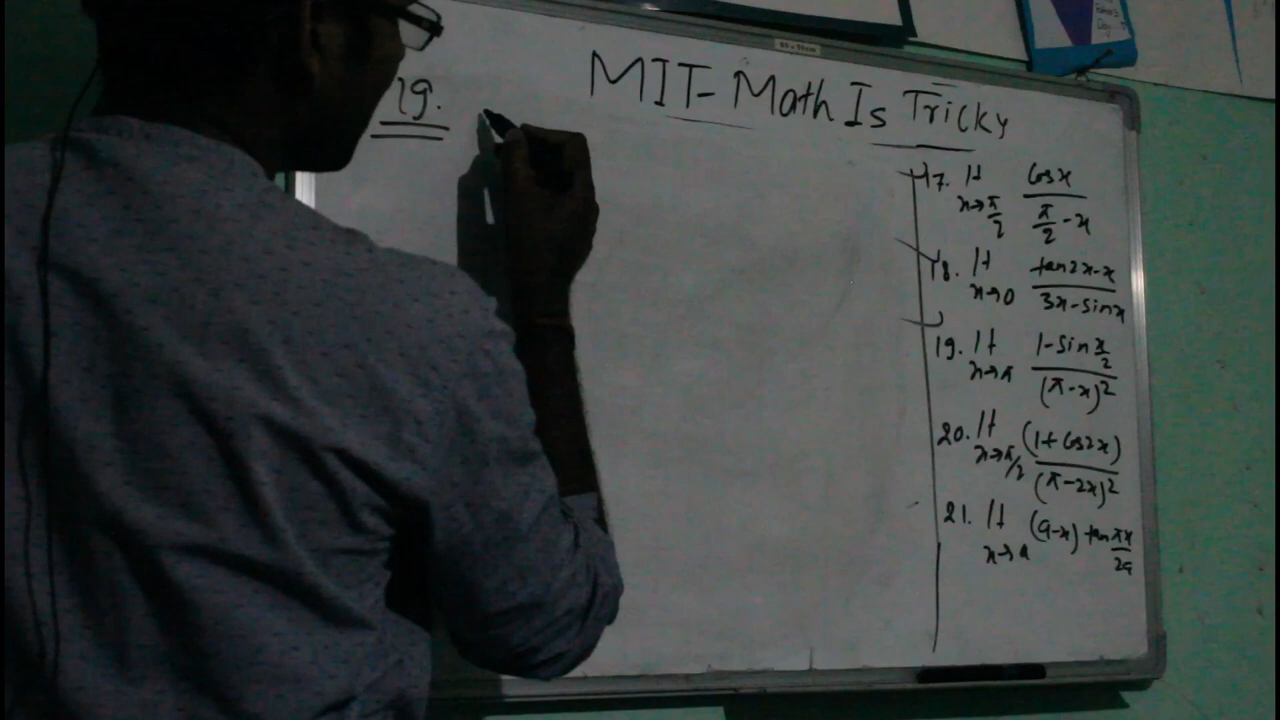 19.
MIT- Math Is Tricky
17. lt x→π/2 cosx / (π/2 - x)
18. lt x→0 tan2x-x / 3x-sinx
19. lt x→π 1-sin x/2 / (π-x)²
20. lt x→π/2 (1+cos2x) / (π-2x)²
21. lt x→a (a-x) tan πx/2a